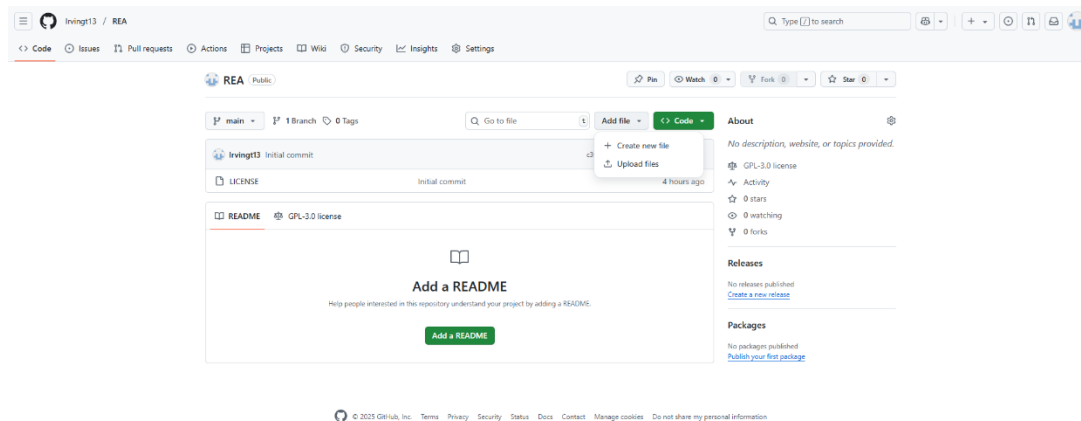 Irvingt13 / REA
Type / to search
Code Issues Pull requests Actions Projects Wiki Security Insights Settings
REA Public
Pin Watch 0 Fork 0 Star 0
main 1 Branch 0 Tags
Go to file t
Add file Code
Create new file
Upload files
Irvingt13 Initial commit
LICENSE Initial commit 4 hours ago
README GPL-3.0 license
Add a README
Help people interested in this repository understand your project by adding a README.
Add a README
About
No description, website, or topics provided.
GPL-3.0 license
Activity
0 stars
0 watching
0 forks
Releases
No releases published
Create a new release
Packages
No packages published
Publish your first package
© 2025 GitHub, Inc. Terms Privacy Security Status Docs Contact Manage cookies Do not share my personal information